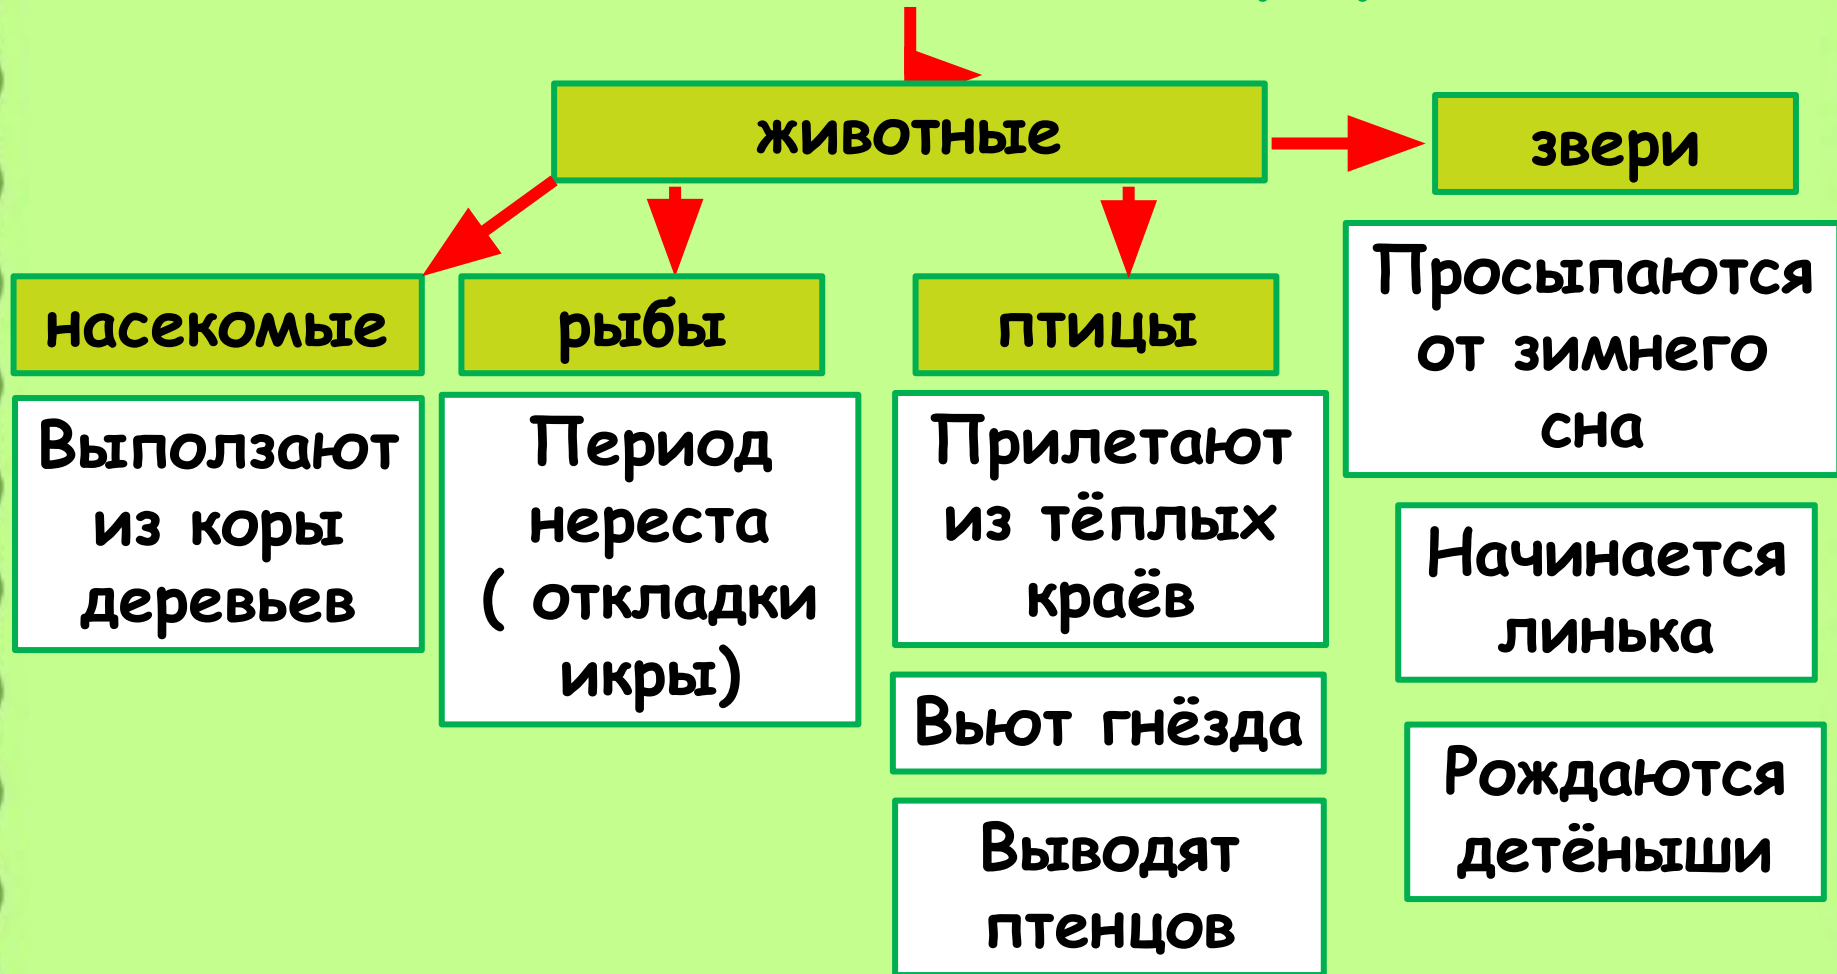 животные
звери
насекомые
рыбы
птицы
Просыпаются
от зимнего
сна
Выползают
из коры
деревьев
Период
нереста
( откладки
икры)
Прилетают
из тёплых
краёв
Начинается
линька
Вьют гнёзда
Рождаются
детёныши
Выводят
птенцов